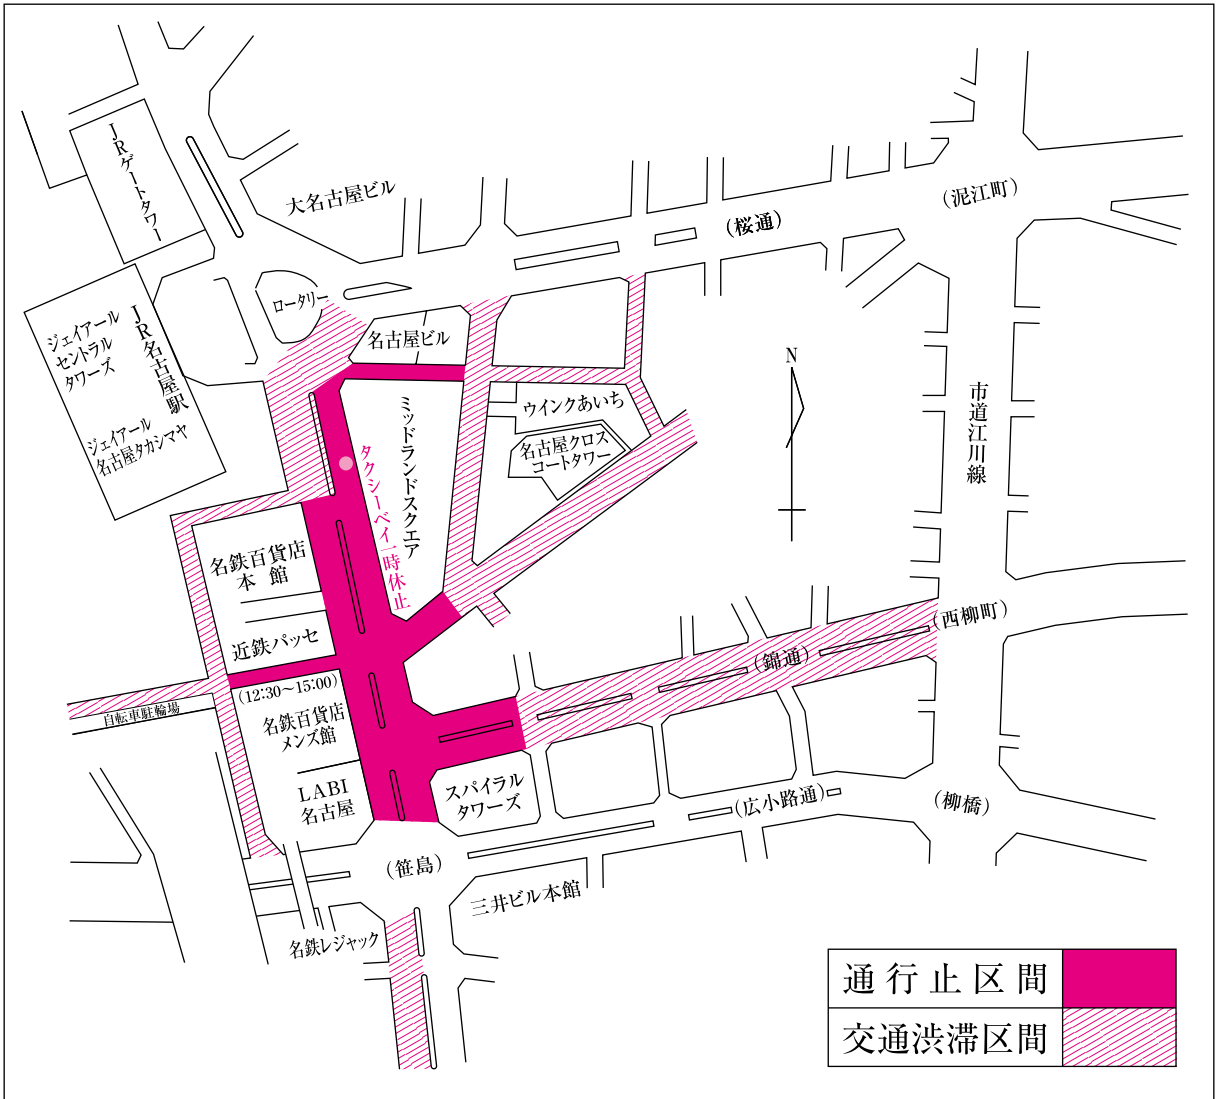 JRゲートタワー
大名古屋ビル
(桜通)
(泥江町)
ロータリー
名古屋ビル
ジェイアール
セントラル
タワーズ
JR名古屋駅
ジェイアール
名古屋タカシマヤ
N
市道江川線
ミッドランドスクエア
タクシーベイ一時休止
ウインクあいち
名古屋クロス
コートタワー
名鉄百貨店
本館
近鉄パッセ
(12:30〜15:00)
自転車駐輪場
名鉄百貨店
メンズ館
LABI
名古屋
(錦通)
(西柳町)
スパイラル
タワーズ
(広小路通)
(柳橋)
(笹島)
三井ビル本館
名鉄レジャック
通行止区間
交通渋滞区間